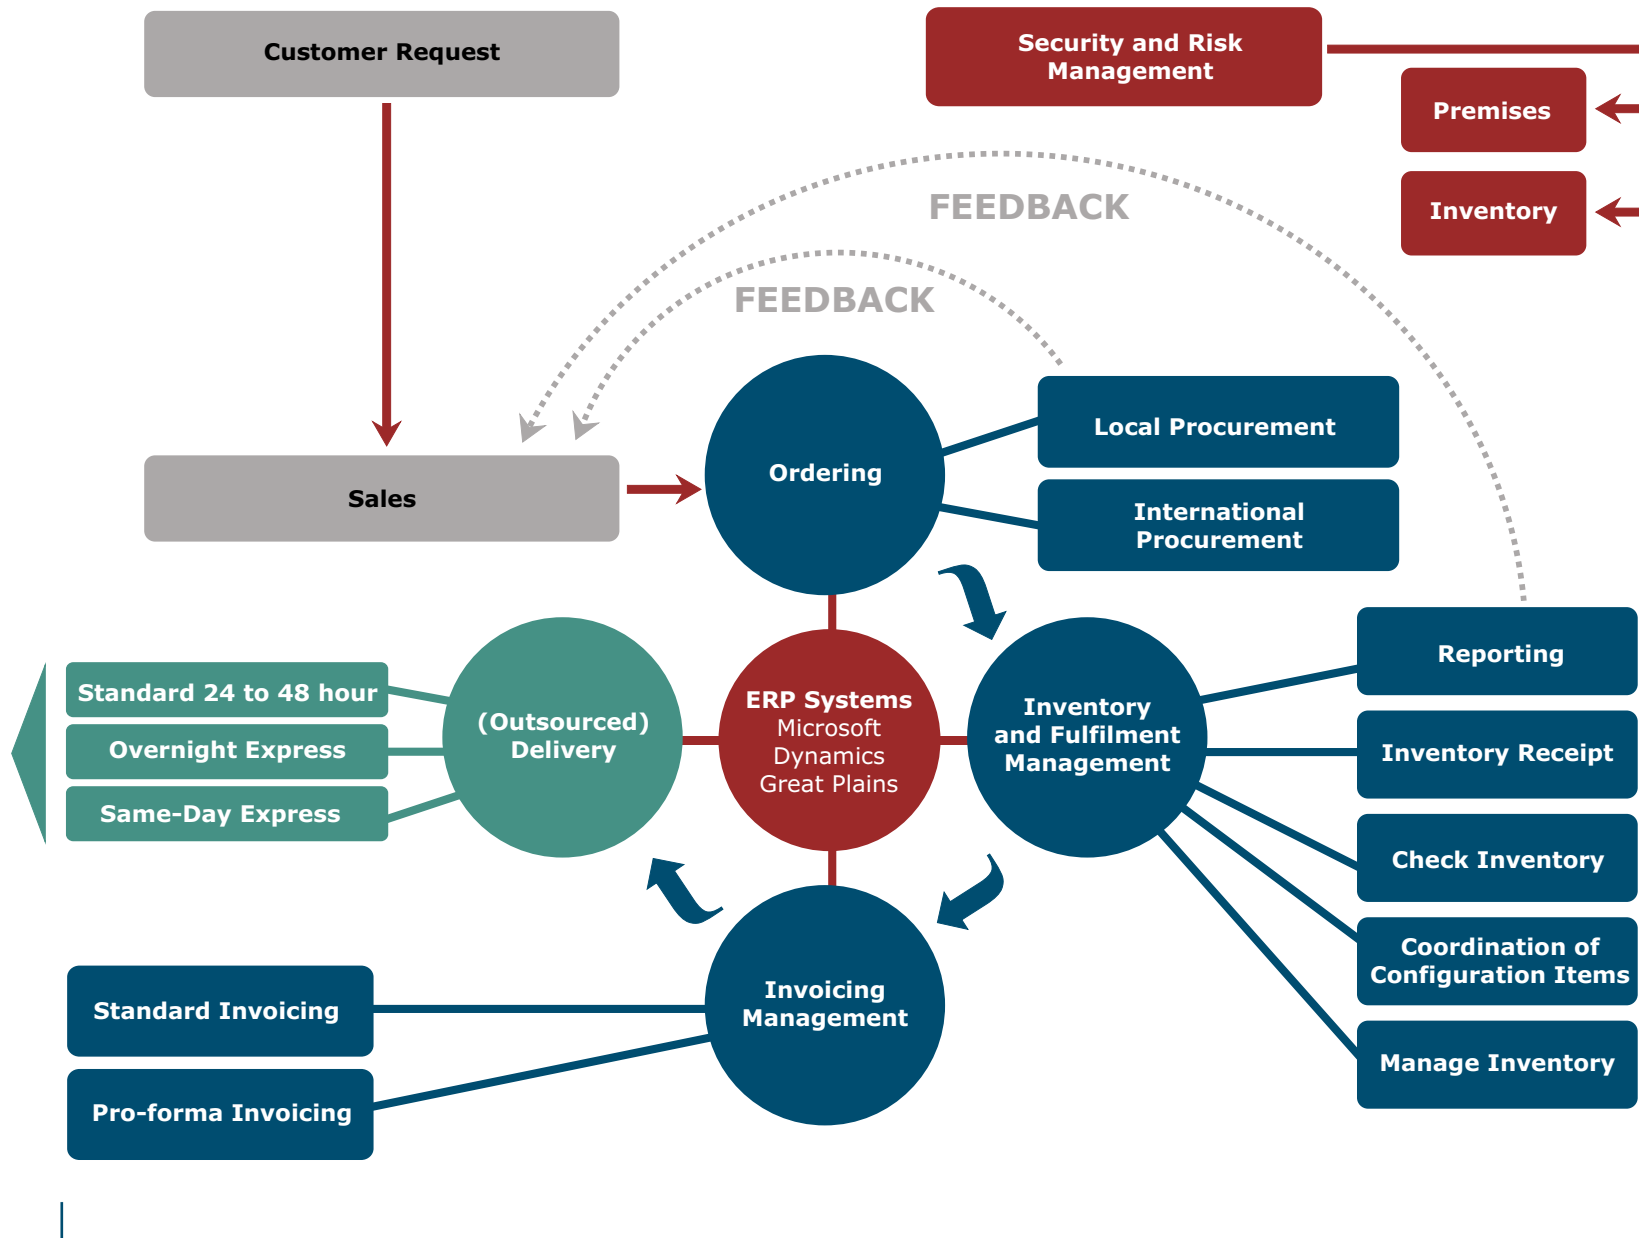 Customer Request
Security and Risk
Management
Premises
Inventory
FEEDBACK
FEEDBACK
Sales
Ordering
Local Procurement
International
Procurement
Standard 24 to 48 hour
Overnight Express
Same-Day Express
(Outsourced)
Delivery
ERP Systems
Microsoft
Dynamics
Great Plains
Inventory
and Fulfilment
Management
Reporting
Inventory Receipt
Check Inventory
Coordination of
Configuration Items
Manage Inventory
Invoicing
Management
Standard Invoicing
Pro-forma Invoicing